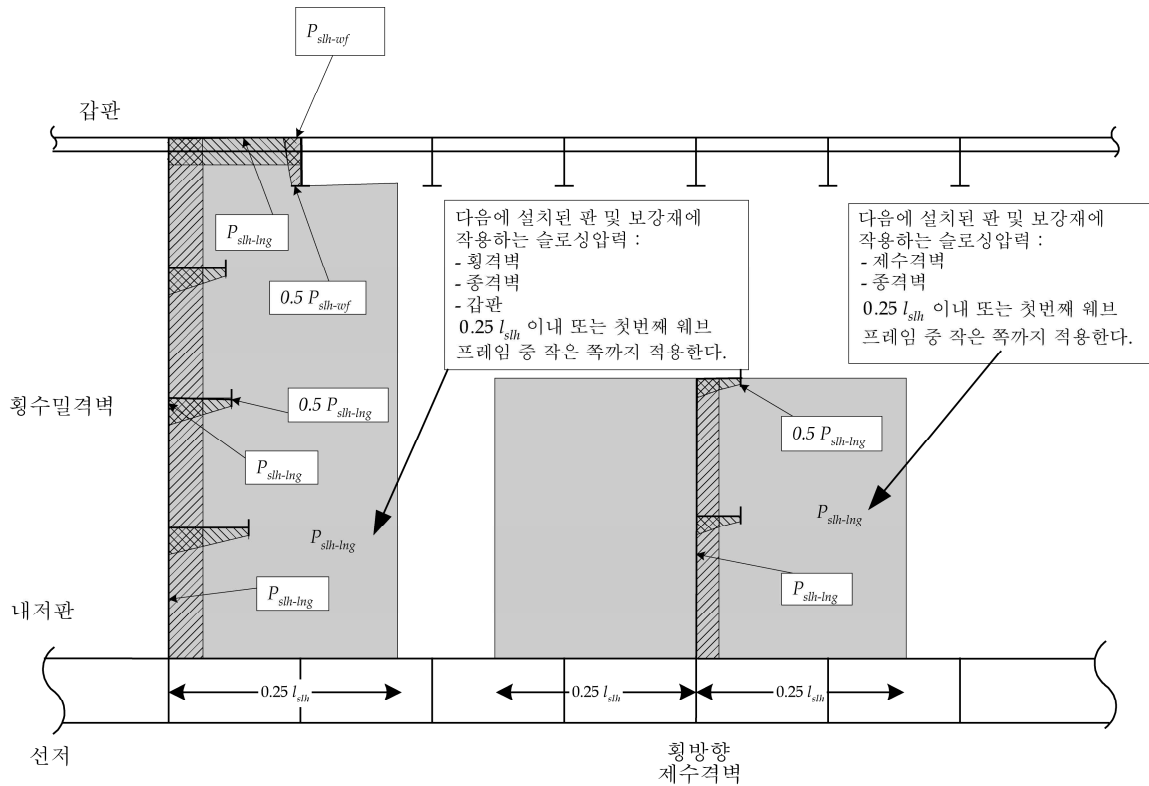 P_slh-wf
갑판
P_slh-lng
0.5 P_slh-wf
다음에 설치된 판 및 보강재에
작용하는 슬로싱압력 :
- 횡격벽
- 종격벽
- 갑판
0.25 l_slh 이내 또는 첫번째 웨브
프레임 중 작은 쪽까지 적용한다.
다음에 설치된 판 및 보강재에
작용하는 슬로싱압력 :
- 제수격벽
- 종격벽
0.25 l_slh 이내 또는 첫번째 웨브
프레임 중 작은 쪽까지 적용한다.
횡수밀격벽
0.5 P_slh-lng
P_slh-lng
0.5 P_slh-lng
P_slh-lng
P_slh-lng
P_slh-lng
P_slh-lng
내저판
0.25 l_slh
0.25 l_slh
0.25 l_slh
선저
횡방향
제수격벽